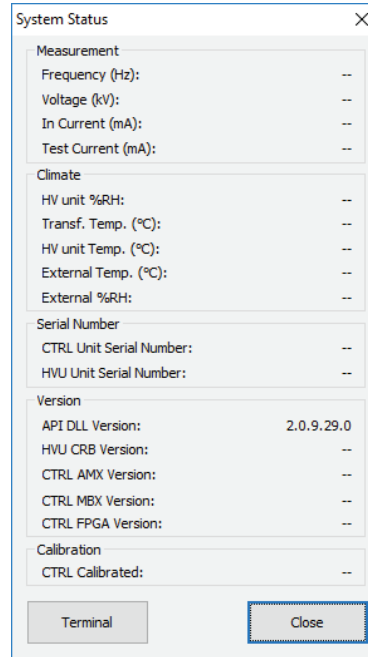 System Status
Measurement
Frequency (Hz): --
Voltage (kV): --
In Current (mA): --
Test Current (mA): --
Climate
HV unit %RH: --
Transf. Temp. (°C): --
HV unit Temp. (°C): --
External Temp. (°C): --
External %RH: --
Serial Number
CTRL Unit Serial Number: --
HVU Unit Serial Number: --
Version
API DLL Version: 2.0.9.29.0
HVU CRB Version: --
CTRL AMX Version: --
CTRL MBX Version: --
CTRL FPGA Version: --
Calibration
CTRL Calibrated: --
Terminal Close